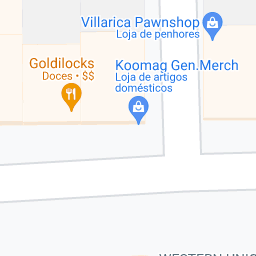 Villarica Pawnshop
Loja de penhores
Goldilocks
Doces • $$
Koomag Gen.Merch
Loja de artigos
domésticos